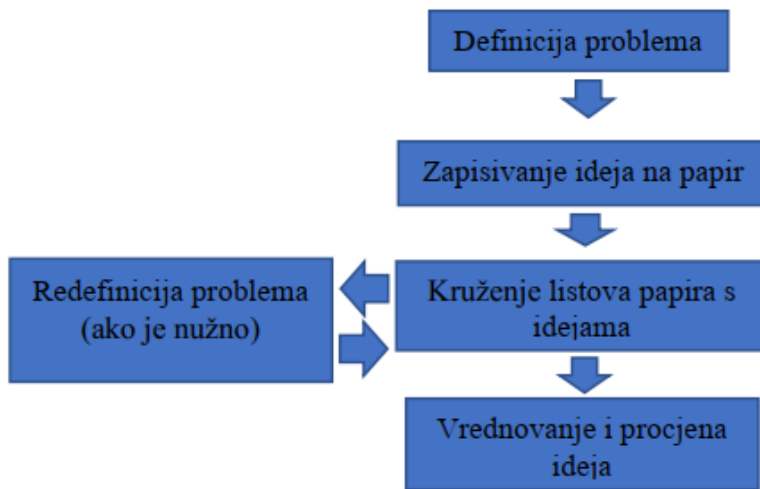 Definicija problema
Zapisivanje ideja na papir
Redefinicija problema
(ako je nužno)
Kruženje listova papira s
idejama
Vrednovanje i procjena
ideja